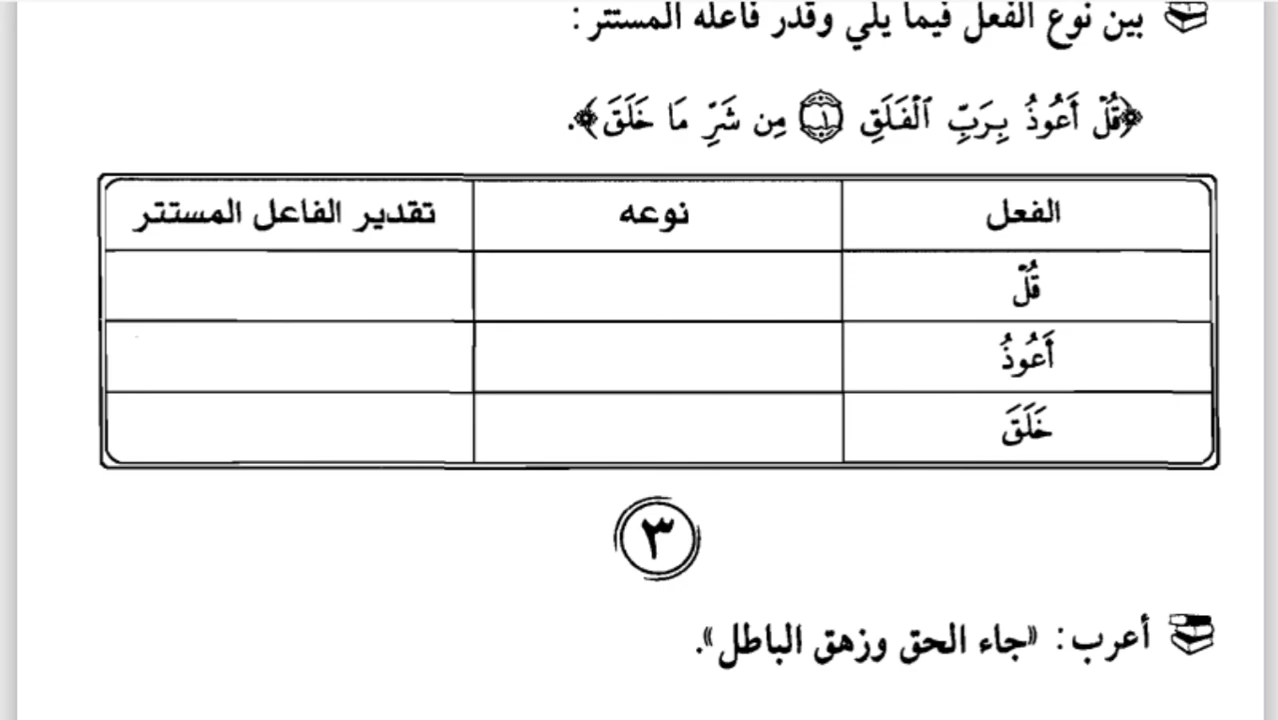 بين نوع الفعل فيما يلي وقدر فاعله المستتر:
﴿قُلْ أَعُوذُ بِرَبِّ ٱلْفَلَقِ ١ مِن شَرِّ مَا خَلَقَ﴾.
الفعل نوعه تقدير الفاعل المستتر
قُلْ
أَعُوذُ
خَلَقَ
٣
أعرب: «جاء الحق وزهق الباطل».